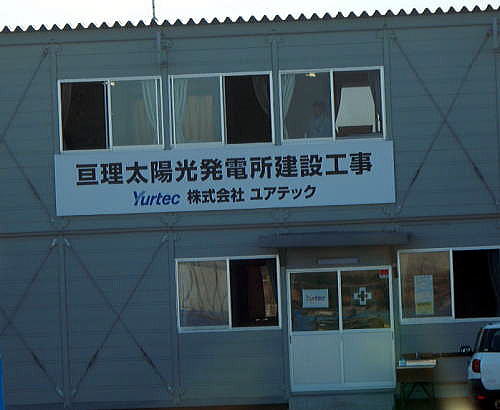 亘理太陽光発電所建設工事
Yurtec 株式会社 ユアテック
Yurtec